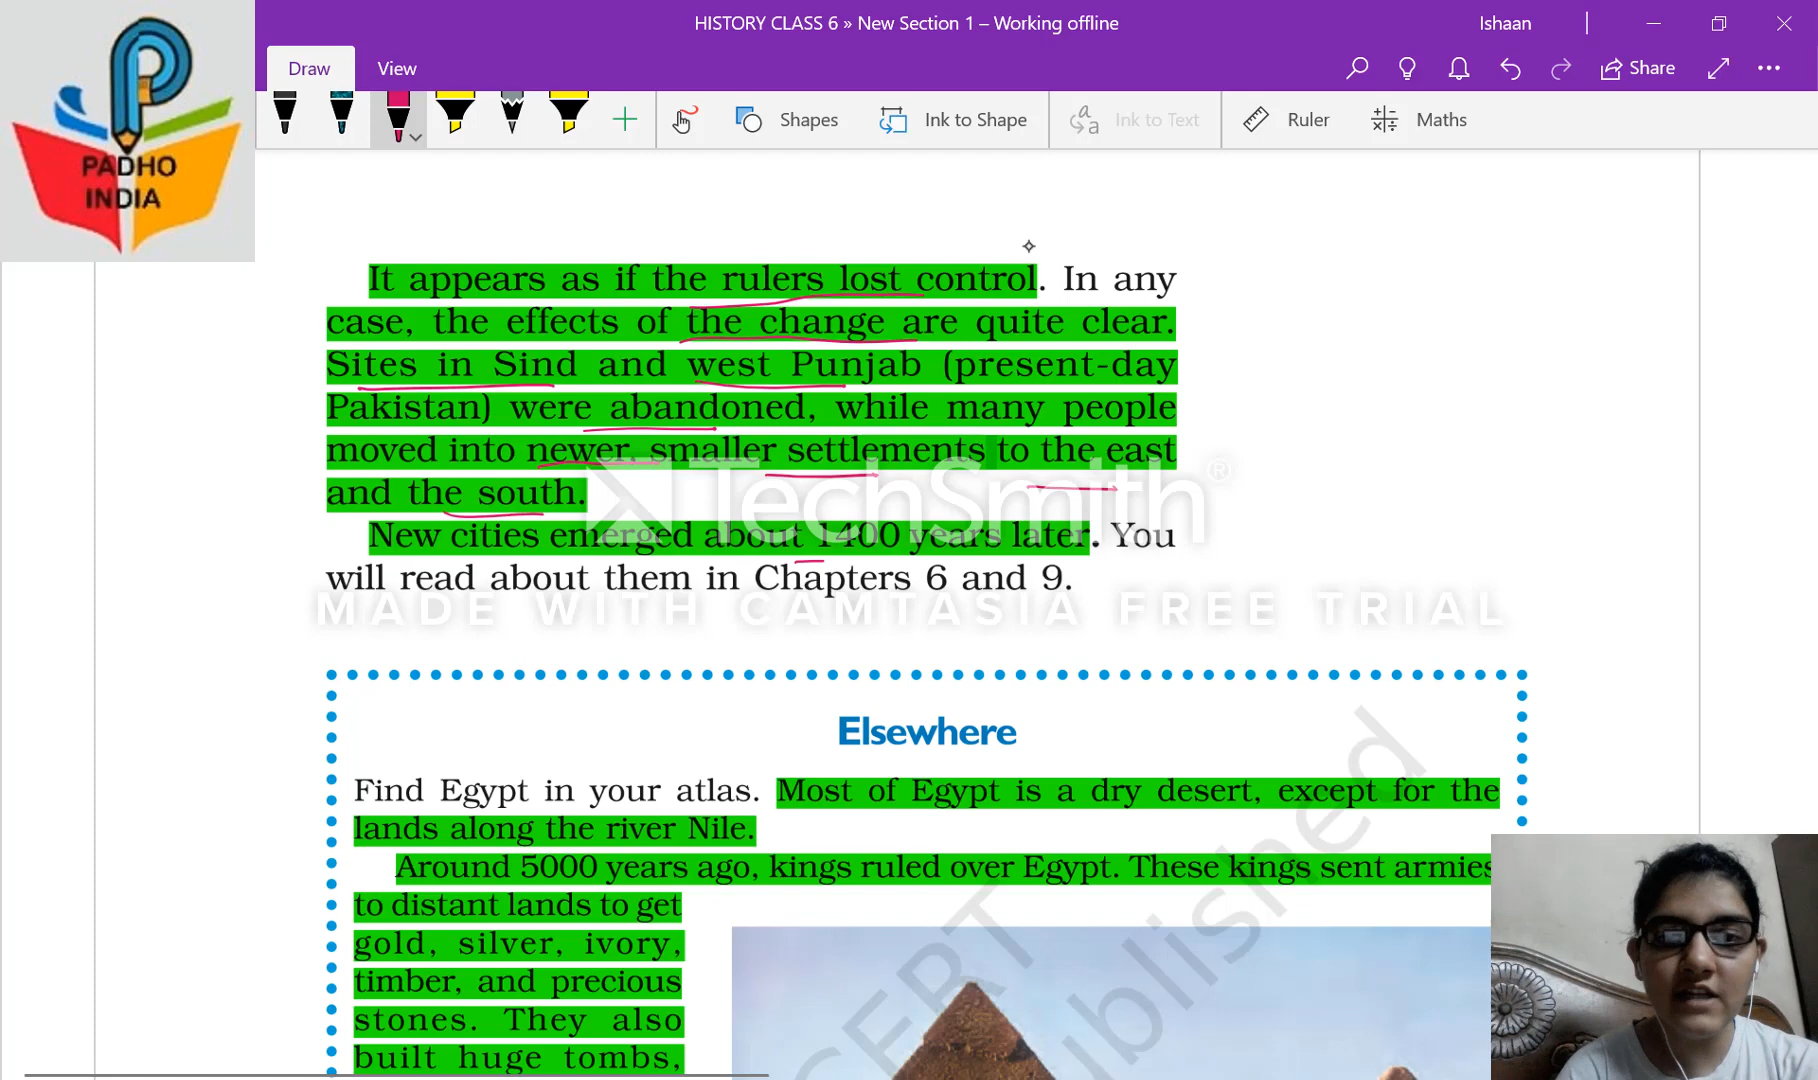 HISTORY CLASS 6 » New Section 1 – Working offline
Ishaan
Draw
View
Share
Shapes
Ink to Shape
Ink to Text
Ruler
Maths
PADHO
INDIA
It appears as if the rulers lost control. In any
case, the effects of the change are quite clear.
Sites in Sind and west Punjab (present-day
Pakistan) were abandoned, while many people
moved into newer, smaller settlements to the east
and the south.
New cities emerged about 1400 years later. You
will read about them in Chapters 6 and 9.
TechSmith®
MADE WITH CAMTASIA FREE TRIAL
Elsewhere
Find Egypt in your atlas. Most of Egypt is a dry desert, except for the
lands along the river Nile.
Around 5000 years ago, kings ruled over Egypt. These kings sent armies
to distant lands to get
gold, silver, ivory,
timber, and precious
stones. They also
built huge tombs,